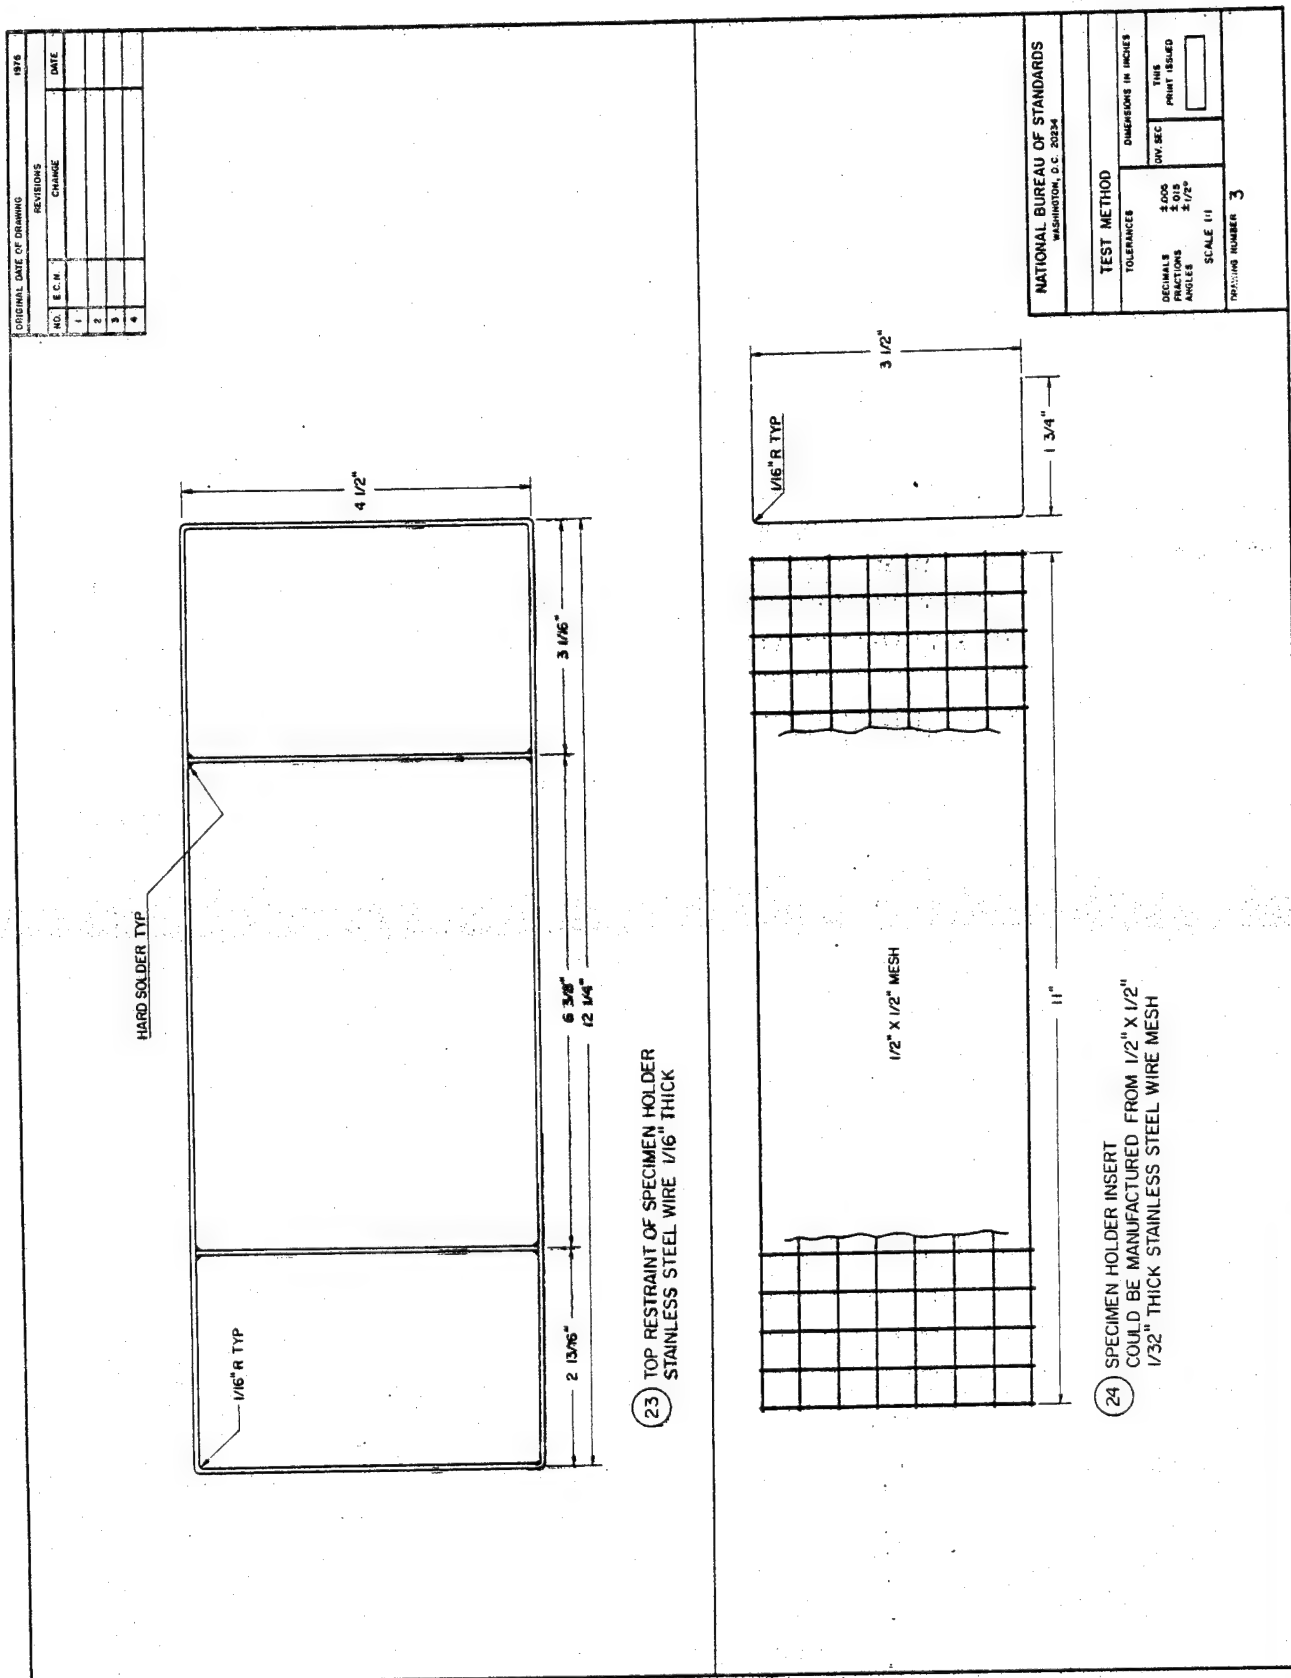 ORIGINAL DATE OF DRAWING 1976
REVISIONS
NO. E.C.N. CHANGE DATE
1
2
3
4
HARD SOLDER TYP
1/16" R TYP
4 1/2"
2 13/16"
6 3/8"
3 1/16"
12 1/4"
23 TOP RESTRAINT OF SPECIMEN HOLDER
STAINLESS STEEL WIRE 1/16" THICK
1/2" X 1/2" MESH
11"
1/16" R TYP
3 1/2"
1 3/4"
24 SPECIMEN HOLDER INSERT
COULD BE MANUFACTURED FROM 1/2" X 1/2"
1/32" THICK STAINLESS STEEL WIRE MESH
NATIONAL BUREAU OF STANDARDS
WASHINGTON, D.C. 20234
TEST METHOD
TOLERANCES
DECIMALS ±.005
FRACTIONS ±.015
ANGLES ±1/2°
SCALE 1:1
DIMENSIONS IN INCHES
DIV. SEC
THIS
PRINT ISSUED
DRAWING NUMBER 3